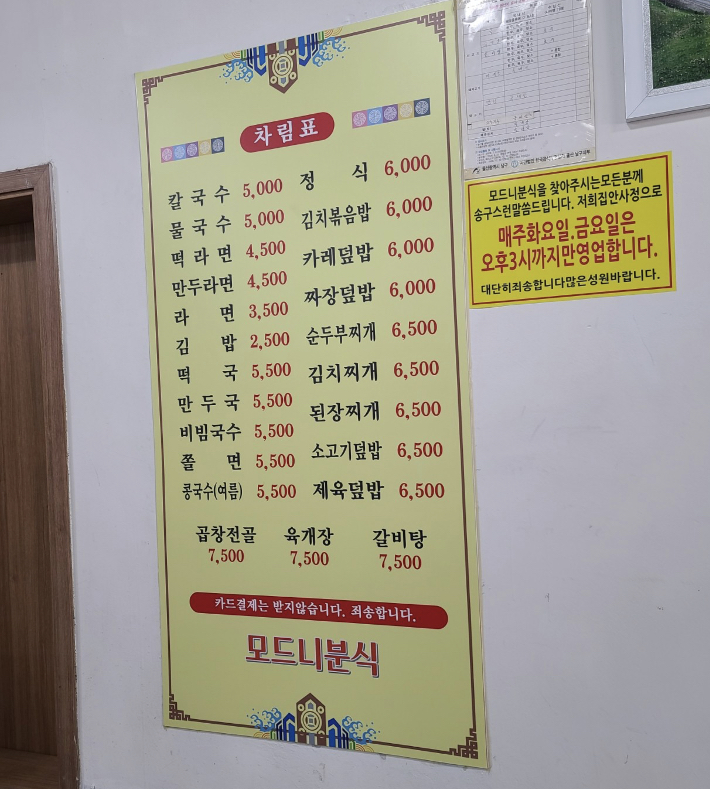 차림표
칼국수 5,000
물국수 5,000
떡라면 4,500
만두라면 4,500
라면 3,500
김밥 2,500
떡국 5,500
만두국 5,500
비빔국수 5,500
쫄면 5,500
콩국수(여름) 5,500
정식 6,000
김치볶음밥 6,000
카레덮밥 6,000
짜장덮밥 6,000
순두부찌개 6,500
김치찌개 6,500
된장찌개 6,500
소고기덮밥 6,500
제육덮밥 6,500
곱창전골 육개장 갈비탕
7,500 7,500 7,500
카드결제는 받지않습니다. 죄송합니다.
모드니분식
모드니분식을 찾아주시는모든분께
송구스런말씀드립니다. 저희집안사정으로
매주화요일.금요일은
오후3시까지만영업합니다.
대단히죄송합니다많은성원바랍니다.